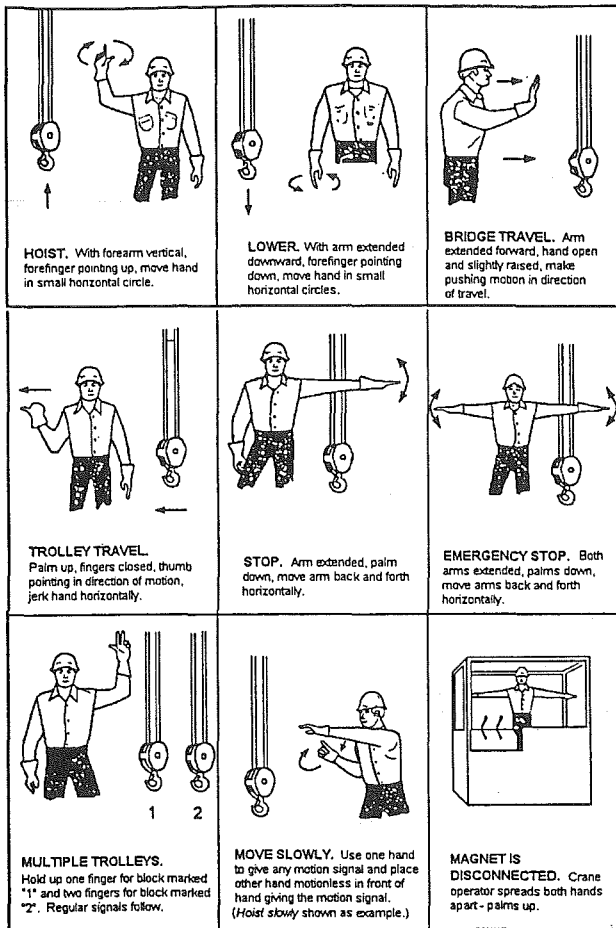 HOIST. With forearm vertical,
forefinger pointing up, move hand
in small horizontal circle.
LOWER. With arm extended
downward, forefinger pointing
down, move hand in small
horizontal circles.
BRIDGE TRAVEL. Arm
extended forward, hand open
and slightly raised, make
pushing motion in direction
of travel.
TROLLEY TRAVEL.
Palm up, fingers closed, thumb
pointing in direction of motion,
jerk hand horizontally.
STOP. Arm extended, palm
down, move arm back and forth
horizontally.
EMERGENCY STOP. Both
arms extended, palms down,
move arms back and forth
horizontally.
1 2
MULTIPLE TROLLEYS.
Hold up one finger for block marked
"1" and two fingers for block marked
"2". Regular signals follow.
MOVE SLOWLY. Use one hand
to give any motion signal and place
other hand motionless in front of
hand giving the motion signal.
(Hoist slowly shown as example.)
MAGNET IS
DISCONNECTED. Crane
operator spreads both hands
apart - palms up.